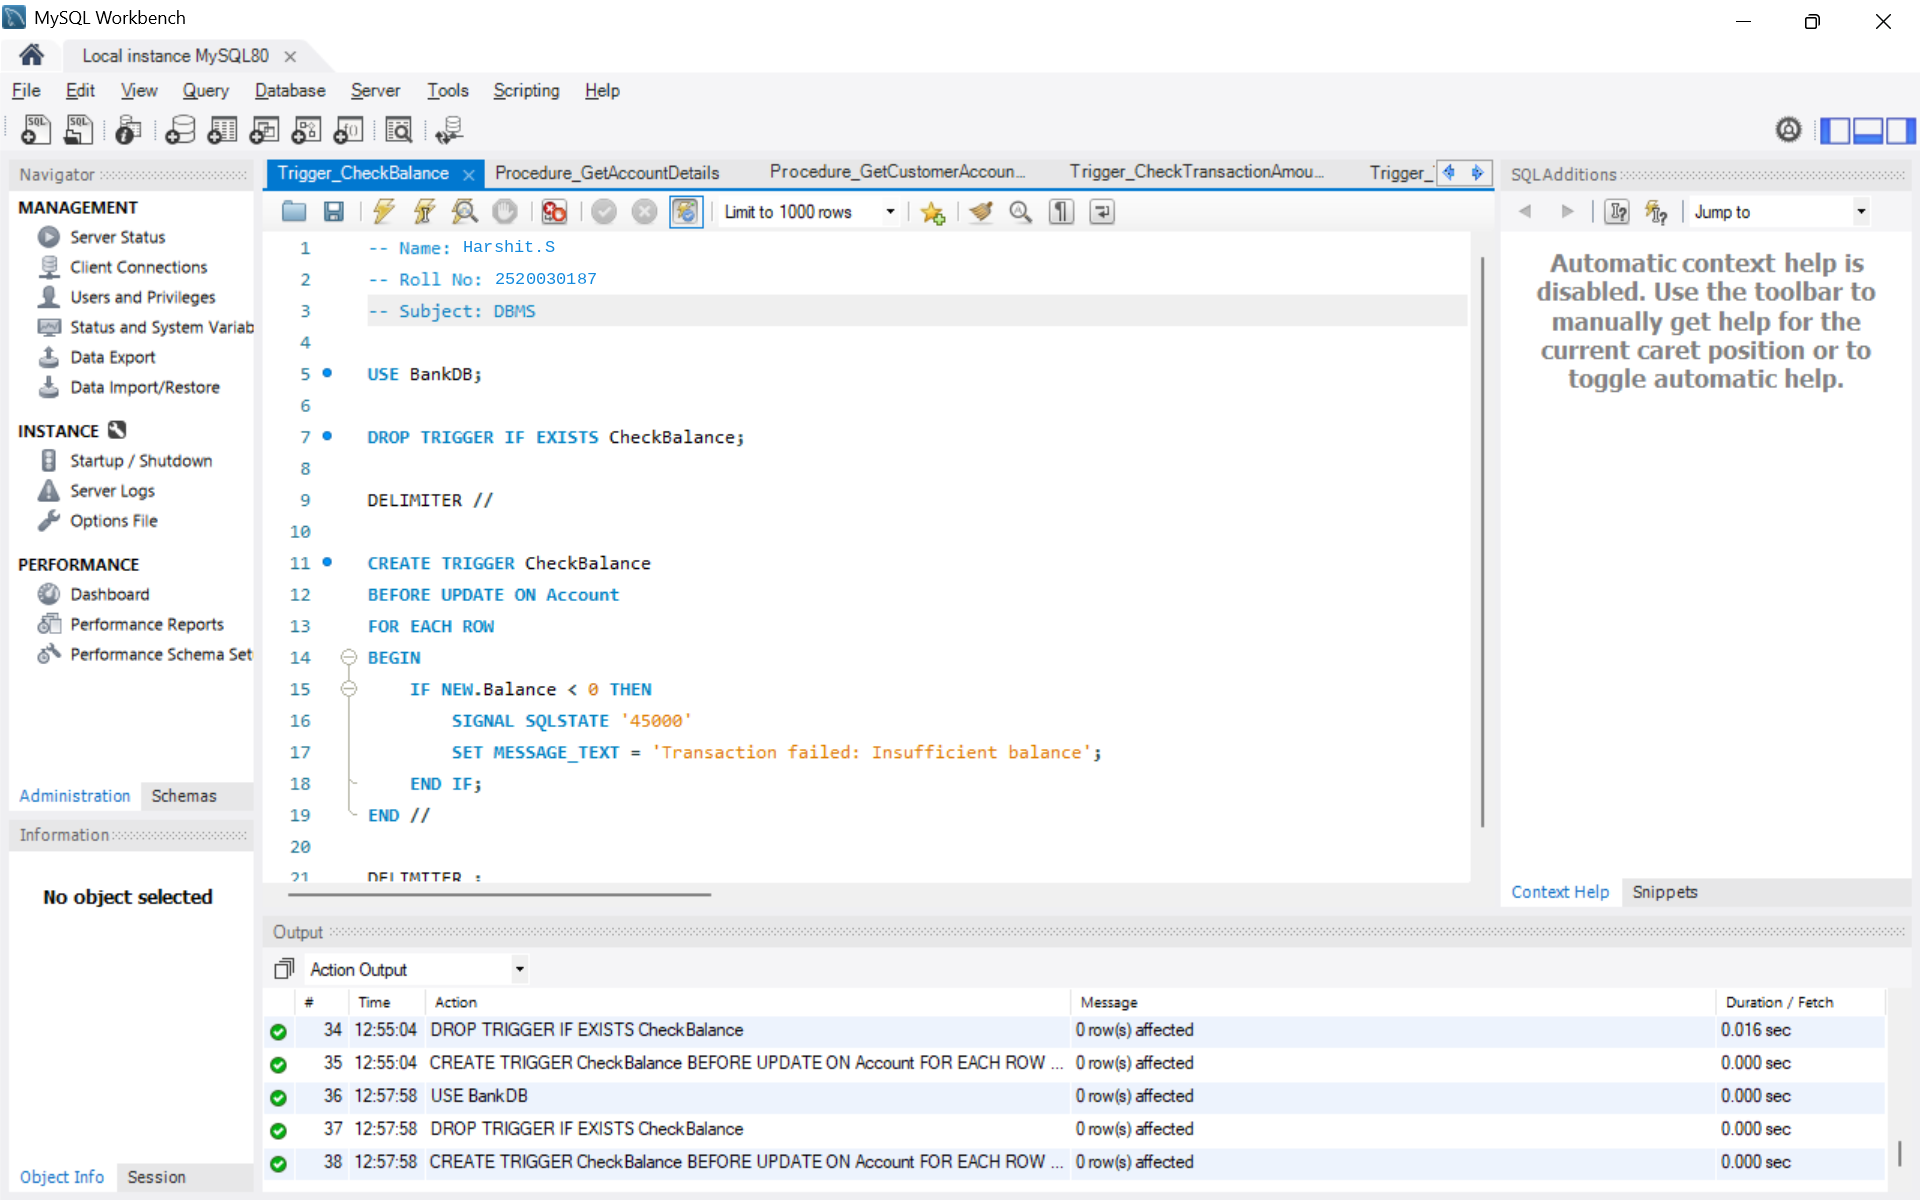 MySQL Workbench
Local instance MySQL80
File Edit View Query Database Server Tools Scripting Help
Navigator
MANAGEMENT
Server Status
Client Connections
Users and Privileges
Status and System Variab
Data Export
Data Import/Restore
INSTANCE
Startup / Shutdown
Server Logs
Options File
PERFORMANCE
Dashboard
Performance Reports
Performance Schema Set
Administration Schemas
Information
No object selected
Object Info Session
Trigger_CheckBalance Procedure_GetAccountDetails Procedure_GetCustomerAccoun... Trigger_CheckTransactionAmou... Trigger_
Limit to 1000 rows
1 -- Name: Harshit.S
2 -- Roll No: 2520030187
3 -- Subject: DBMS
4
5 USE BankDB;
6
7 DROP TRIGGER IF EXISTS CheckBalance;
8
9 DELIMITER //
10
11 CREATE TRIGGER CheckBalance
12 BEFORE UPDATE ON Account
13 FOR EACH ROW
14 BEGIN
15 IF NEW.Balance < 0 THEN
16 SIGNAL SQLSTATE '45000'
17 SET MESSAGE_TEXT = 'Transaction failed: Insufficient balance';
18 END IF;
19 END //
20
21 DELIMITER ;
SQLAdditions
Jump to
Automatic context help is
disabled. Use the toolbar to
manually get help for the
current caret position or to
toggle automatic help.
Context Help Snippets
Output
Action Output
# Time Action Message Duration / Fetch
34 12:55:04 DROP TRIGGER IF EXISTS CheckBalance 0 row(s) affected 0.016 sec
35 12:55:04 CREATE TRIGGER CheckBalance BEFORE UPDATE ON Account FOR EACH ROW ... 0 row(s) affected 0.000 sec
36 12:57:58 USE BankDB 0 row(s) affected 0.000 sec
37 12:57:58 DROP TRIGGER IF EXISTS CheckBalance 0 row(s) affected 0.000 sec
38 12:57:58 CREATE TRIGGER CheckBalance BEFORE UPDATE ON Account FOR EACH ROW ... 0 row(s) affected 0.000 sec